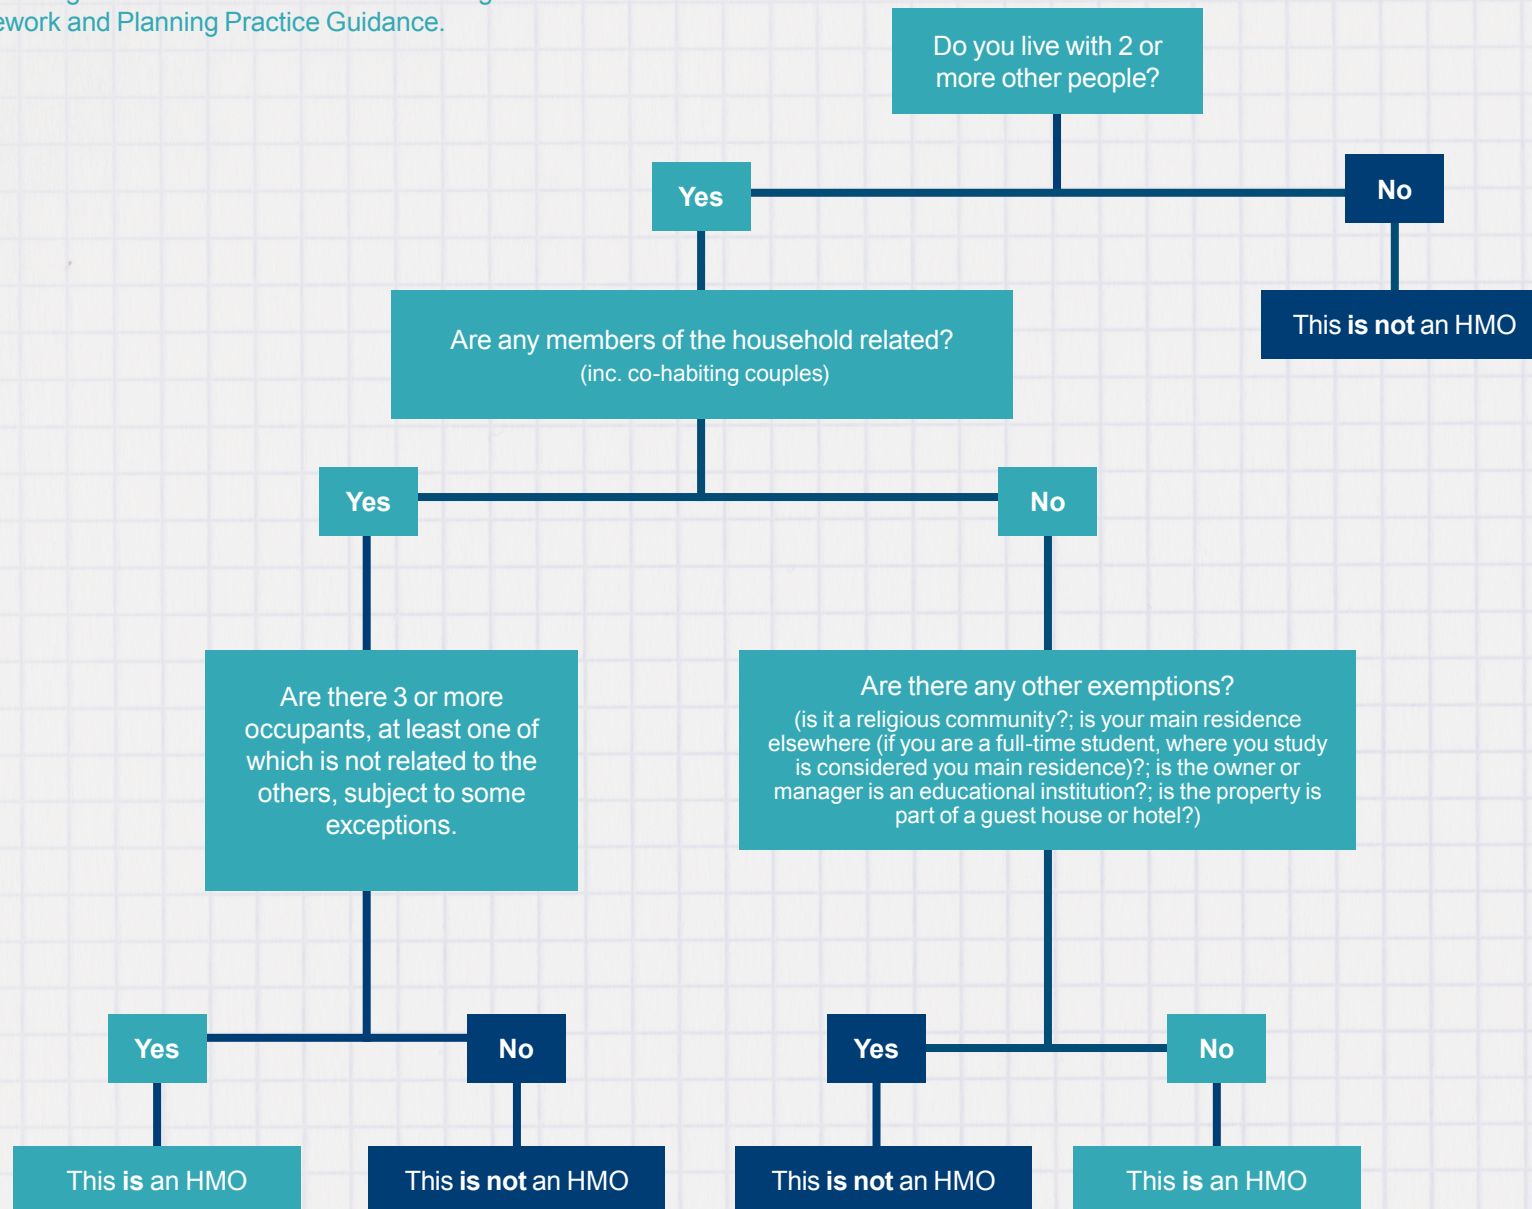 ework and Planning Practice Guidance.
Do you live with 2 or
more other people?
Yes
No
This is not an HMO
Are any members of the household related?
(inc. co-habiting couples)
Yes
No
Are there 3 or more
occupants, at least one of
which is not related to the
others, subject to some
exceptions.
Are there any other exemptions?
(is it a religious community?; is your main residence
elsewhere (if you are a full-time student, where you study
is considered you main residence)?; is the owner or
manager is an educational institution?; is the property is
part of a guest house or hotel?)
Yes
No
Yes
No
This is an HMO
This is not an HMO
This is not an HMO
This is an HMO